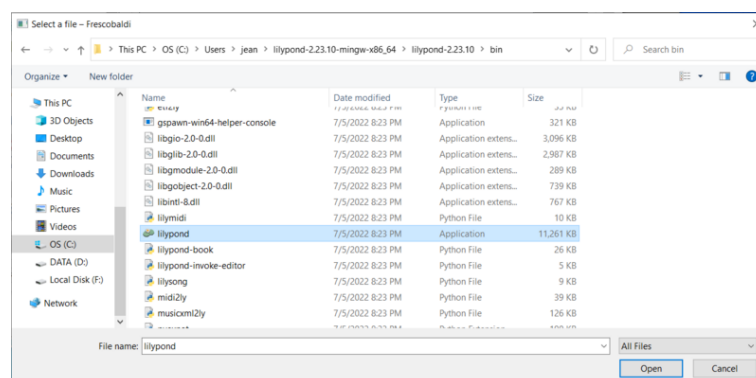 Select a file – Frescobaldi
This PC > OS (C:) > Users > jean > lilypond-2.23.10-mingw-x86_64 > lilypond-2.23.10 > bin
Search bin
Organize
New folder
This PC
3D Objects
Desktop
Documents
Downloads
Music
Pictures
Videos
OS (C:)
DATA (D:)
Local Disk (F:)
Network
Name Date modified Type Size
etf2ly 7/5/2022 8:23 PM Python File
gspawn-win64-helper-console 7/5/2022 8:23 PM Application 321 KB
libgio-2.0-0.dll 7/5/2022 8:23 PM Application extens... 3,096 KB
libglib-2.0-0.dll 7/5/2022 8:23 PM Application extens... 2,987 KB
libgmodule-2.0-0.dll 7/5/2022 8:23 PM Application extens... 289 KB
libgobject-2.0-0.dll 7/5/2022 8:23 PM Application extens... 739 KB
libintl-8.dll 7/5/2022 8:23 PM Application extens... 767 KB
lilymidi 7/5/2022 8:23 PM Python File 10 KB
lilypond 7/5/2022 8:23 PM Application 11,261 KB
lilypond-book 7/5/2022 8:23 PM Python File 26 KB
lilypond-invoke-editor 7/5/2022 8:23 PM Python File 5 KB
lilysong 7/5/2022 8:23 PM Python File 9 KB
midi2ly 7/5/2022 8:23 PM Python File 39 KB
musicxml2ly 7/5/2022 8:23 PM Python File 126 KB
File name: lilypond
All Files
Open
Cancel